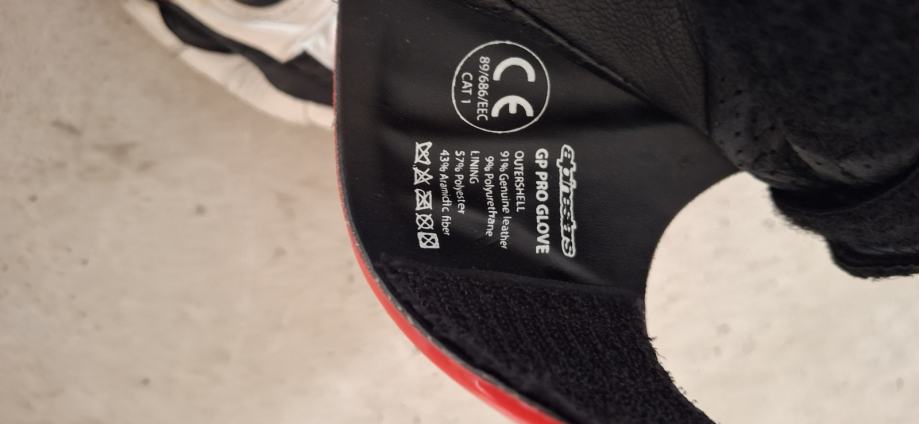 CE
89/686/EEC
CAT 1
alpinestars
GP PRO GLOVE
OUTERSHELL
91% Genuine leather
9% Polyurethane
LINING
57% Polyester
43% Aramidic fiber